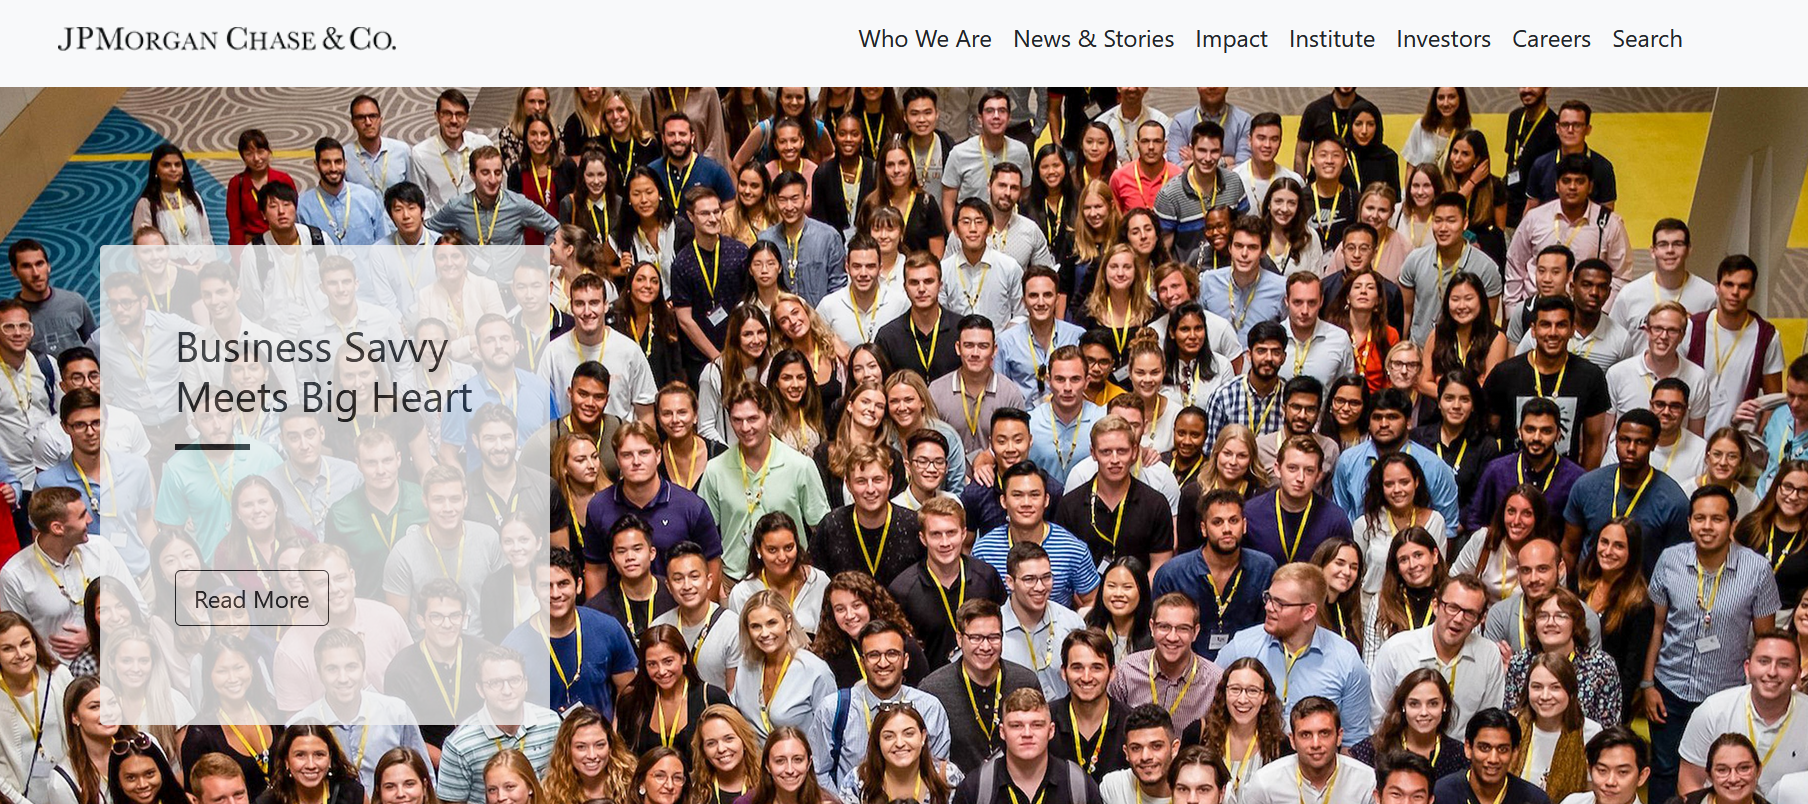 JPMORGAN CHASE & CO.
Who We Are News & Stories Impact Institute Investors Careers Search
Business Savvy
Meets Big Heart
Read More